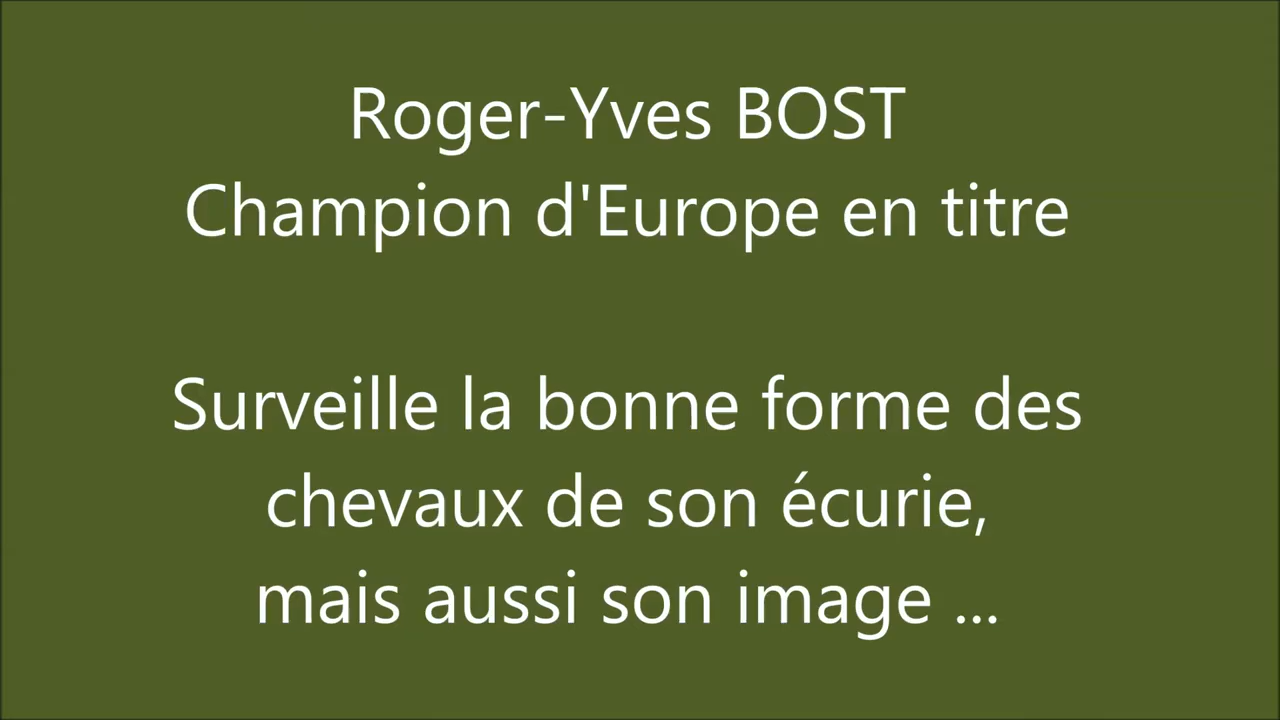 Roger-Yves BOST
Champion d'Europe en titre
Surveille la bonne forme des
chevaux de son écurie,
mais aussi son image ...